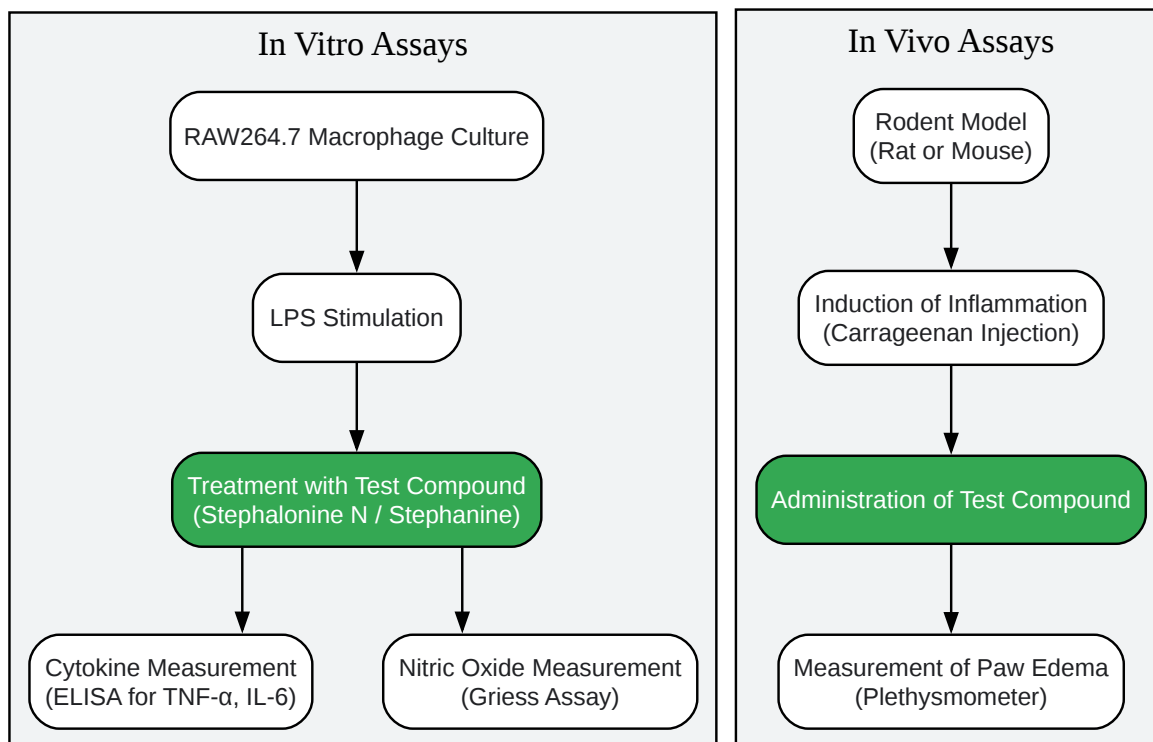 In Vitro Assays
RAW264.7 Macrophage Culture
LPS Stimulation
Treatment with Test Compound
(Stephalonine N / Stephanine)
Cytokine Measurement
(ELISA for TNF-α, IL-6)
Nitric Oxide Measurement
(Griess Assay)
In Vivo Assays
Rodent Model
(Rat or Mouse)
Induction of Inflammation
(Carrageenan Injection)
Administration of Test Compound
Measurement of Paw Edema
(Plethysmometer)